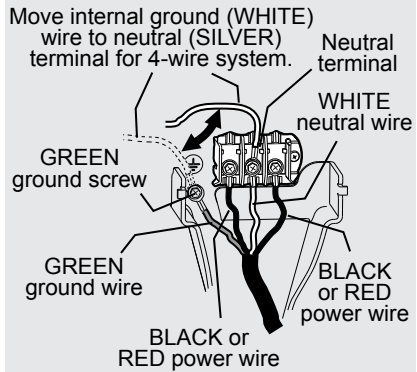 Move internal ground (WHITE)
wire to neutral (SILVER)
terminal for 4-wire system.
Neutral
terminal
WHITE
neutral wire
GREEN
ground screw
GREEN
ground wire
BLACK
or RED
power wire
BLACK or
RED power wire